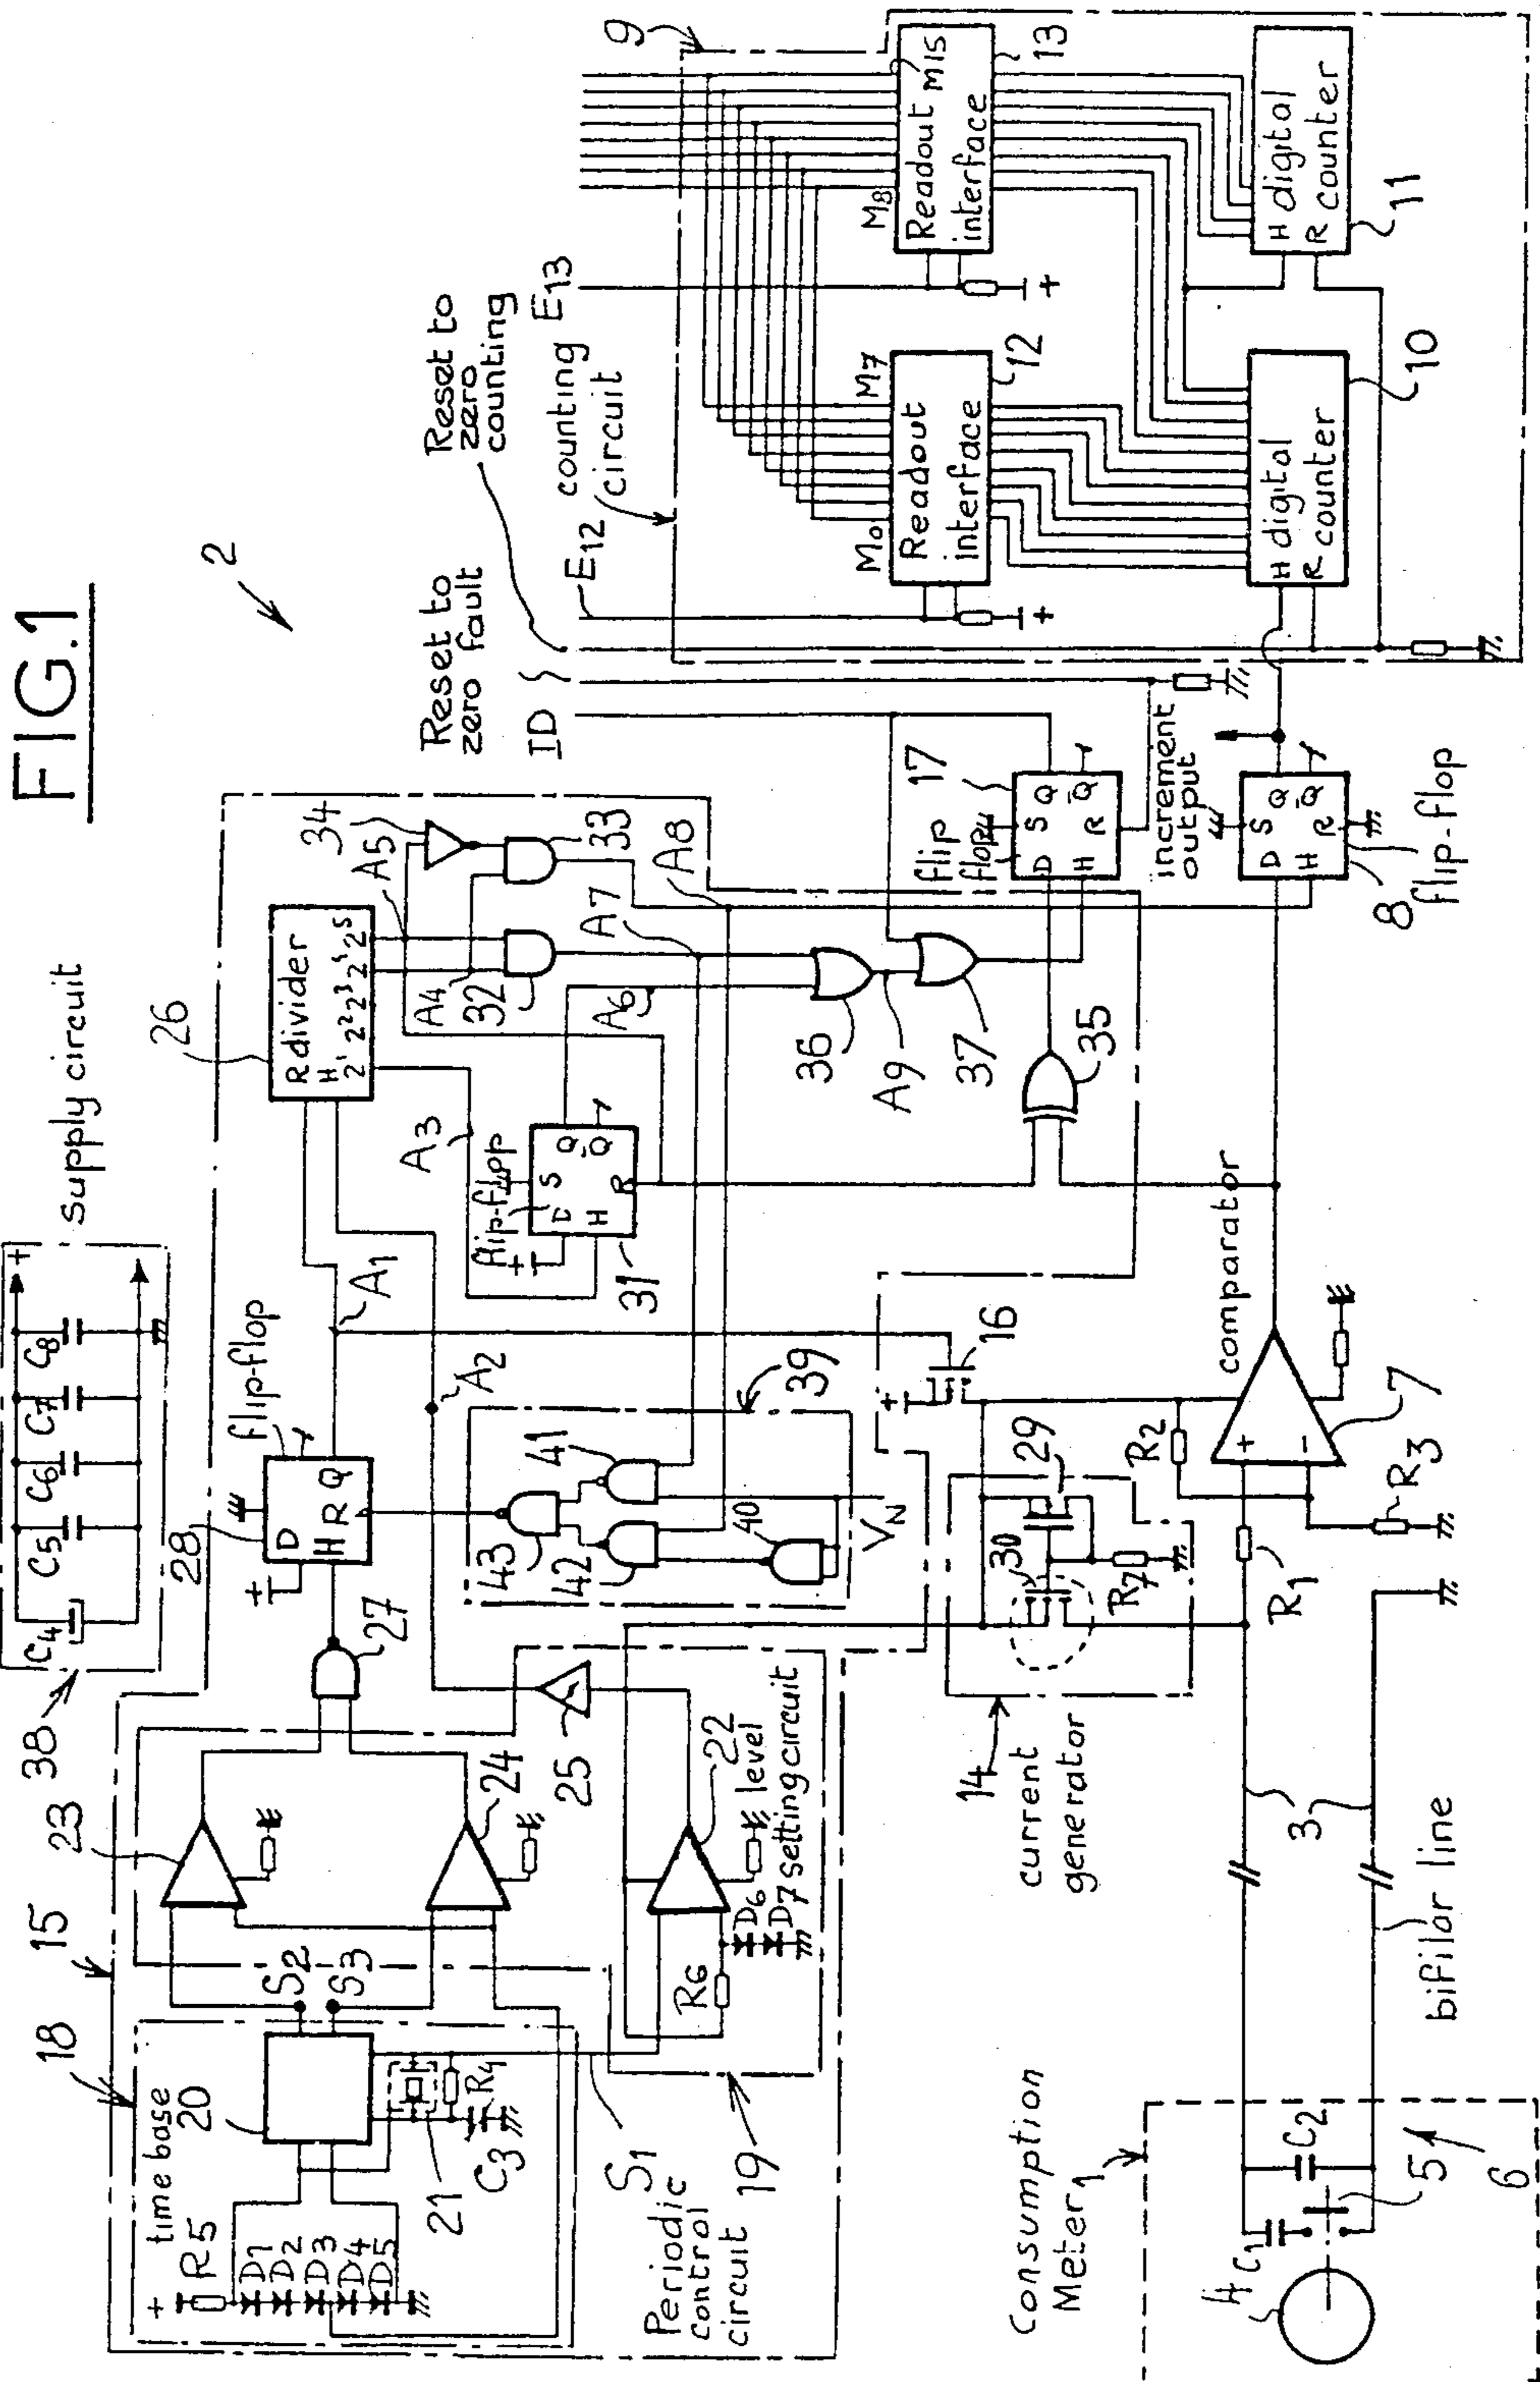 FIG.1
2
38
C4
C5
C6
C7
C8
+
Supply circuit
15
18
time base
20
+
R5
D1
D2
D3
D4
D5
21
C3
R4
S1
S2
S3
Periodic
control
circuit
19
23
24
25
22
R6
D6
D7
level
setting circuit
27
28
+
D
H
R
Q
flip-flop
A1
A2
26
R divider
H
2¹ 2² 2³ 2⁴ 2⁵
A3
A4
A5
34
33
32
A7
A8
A6
flip-flop
+
D
S
H
Q
Q̄
R
31
36
A9
37
35
39
41
43
42
40
VN
+
16
14
current
generator
30
29
R7
R1
R2
R3
+
−
7
comparator
flip
flop
17
D
S
Q
Q̄
H
R
increment
output
D
S
Q
Q̄
H
R
8
flip-flop
Reset to
zero fault
ID
Reset to
zero
counting
E12
counting
circuit
E13
9
M0
M7
Readout
interface
12
+
M8
M15
Readout
interface
13
+
H digital
R counter
10
H digital
R counter
11
Consumption
Meter 1
4
C1
C2
5
6
3
bifilar line